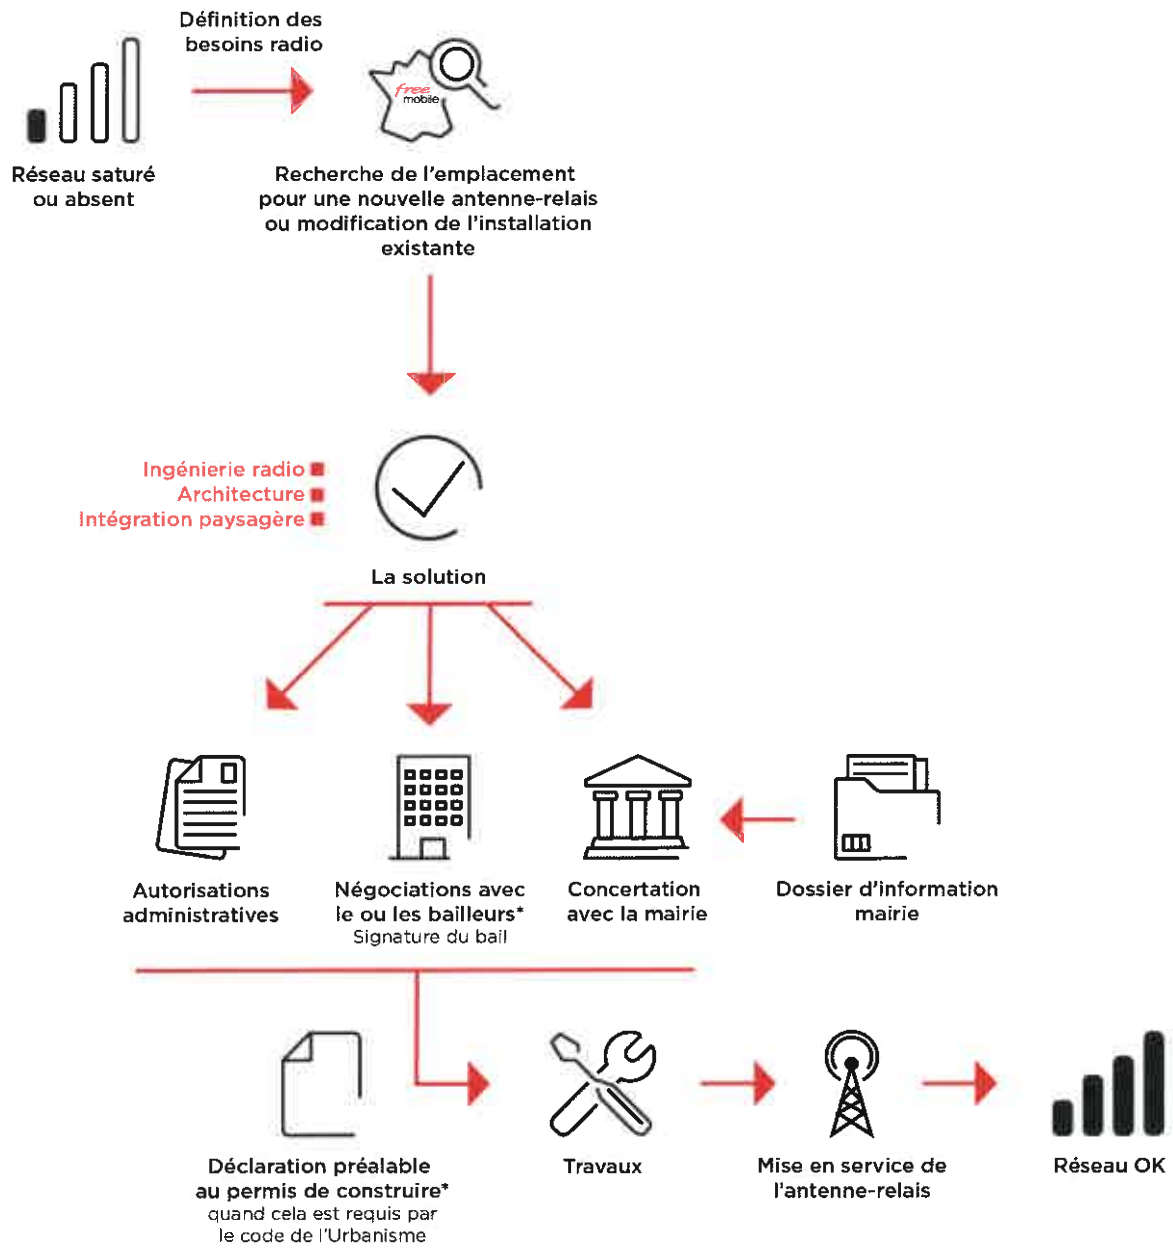 Définition des
besoins radio
free
mobile
Réseau saturé
ou absent
Recherche de l'emplacement
pour une nouvelle antenne-relais
ou modification de l'installation
existante
Ingénierie radio
Architecture
Intégration paysagère
La solution
Autorisations
administratives
Négociations avec
le ou les bailleurs*
Signature du bail
Concertation
avec la mairie
Dossier d'information
mairie
Déclaration préalable
au permis de construire*
quand cela est requis par
le code de l'Urbanisme
Travaux
Mise en service de
l'antenne-relais
Réseau OK